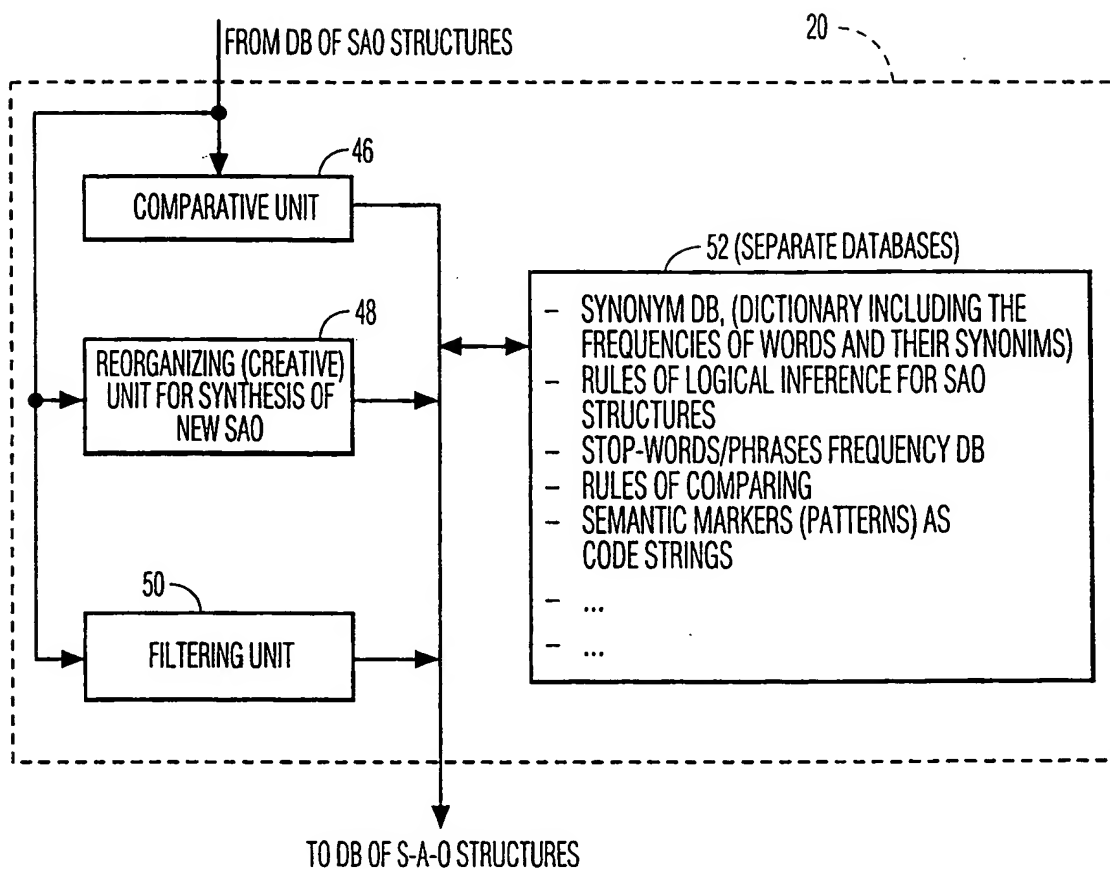 FROM DB OF SAO STRUCTURES
20
46
COMPARATIVE UNIT
48
REORGANIZING (CREATIVE)
UNIT FOR SYNTHESIS OF
NEW SAO
50
FILTERING UNIT
52 (SEPARATE DATABASES)
- SYNONYM DB, (DICTIONARY INCLUDING THE
FREQUENCIES OF WORDS AND THEIR SYNONIMS)
- RULES OF LOGICAL INFERENCE FOR SAO
STRUCTURES
- STOP-WORDS/PHRASES FREQUENCY DB
- RULES OF COMPARING
- SEMANTIC MARKERS (PATTERNS) AS
CODE STRINGS
- ...
- ...
TO DB OF S-A-O STRUCTURES